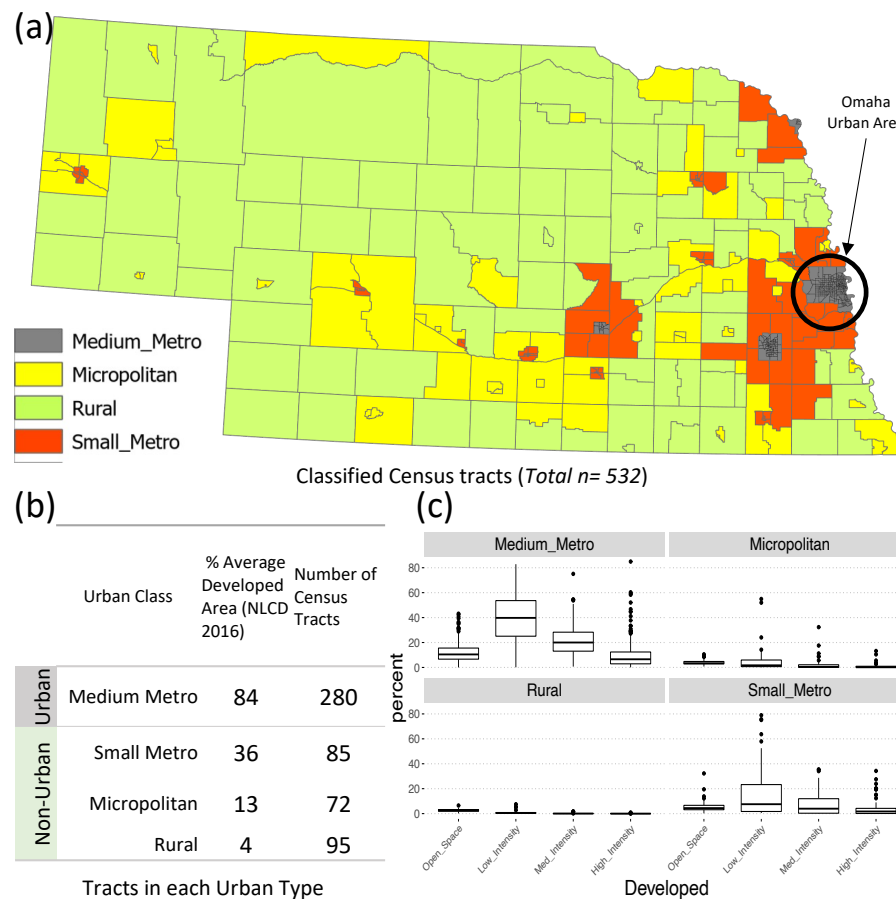 (a)
Omaha
Urban Are
Medium_Metro
Micropolitan
Rural
Small_Metro
Classified Census tracts (Total n= 532)
(b)
Urban Class
% Average
Developed
Area (NLCD
2016)
Number of
Census
Tracts
Urban
Medium Metro 84 280
Non-Urban
Small Metro 36 85
Micropolitan 13 72
Rural 4 95
Tracts in each Urban Type
(c)
Medium_Metro
Micropolitan
80
60
40
20
0
Rural
Small_Metro
80
60
40
20
0
percent
Open_Space
Low_Intensity
Med_Intensity
High_Intensity
Open_Space
Low_Intensity
Med_Intensity
High_Intensity
Developed